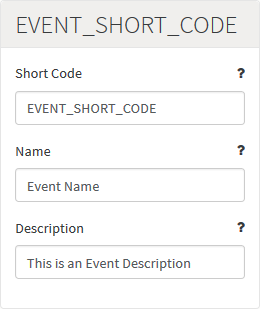 EVENT_SHORT_CODE
Short Code ?
EVENT_SHORT_CODE
Name ?
Event Name
Description ?
This is an Event Description